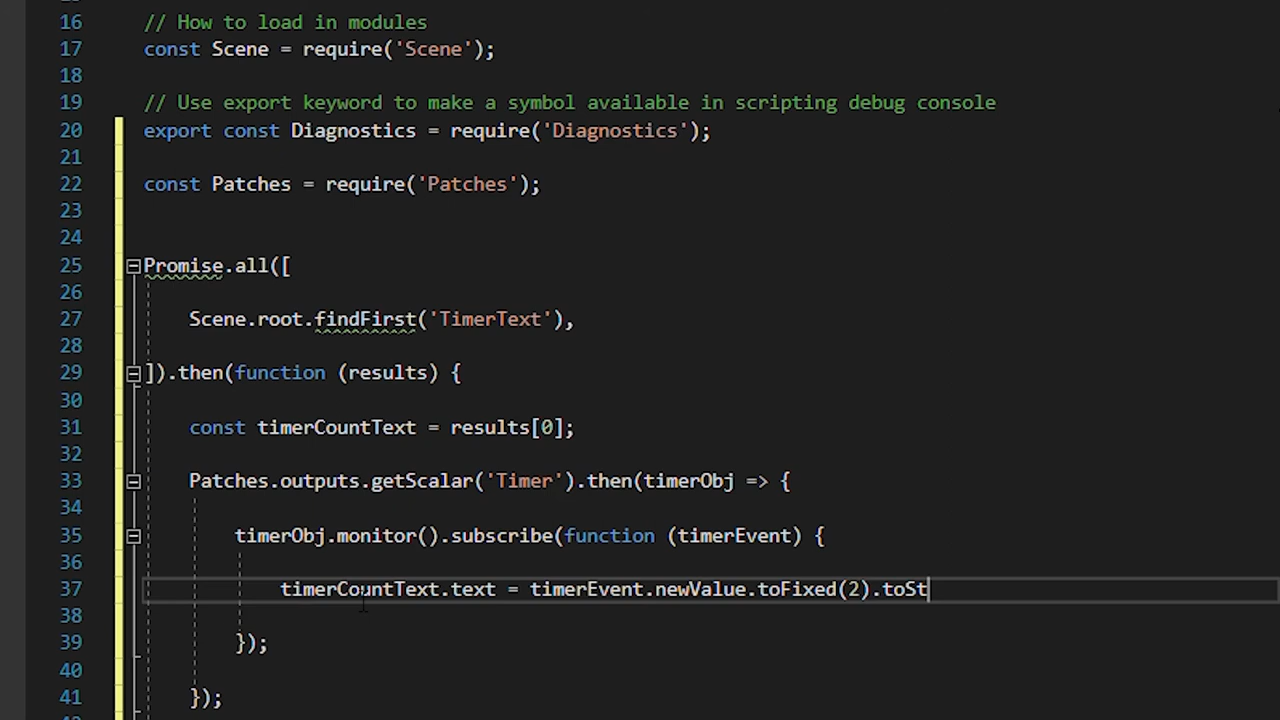 16 // How to load in modules
17 const Scene = require('Scene');
18
19 // Use export keyword to make a symbol available in scripting debug console
20 export const Diagnostics = require('Diagnostics');
21
22 const Patches = require('Patches');
23
24
25 Promise.all([
26
27 Scene.root.findFirst('TimerText'),
28
29 ]).then(function (results) {
30
31 const timerCountText = results[0];
32
33 Patches.outputs.getScalar('Timer').then(timerObj => {
34
35 timerObj.monitor().subscribe(function (timerEvent) {
36
37 timerCountText.text = timerEvent.newValue.toFixed(2).toSt
38
39 });
40
41 });